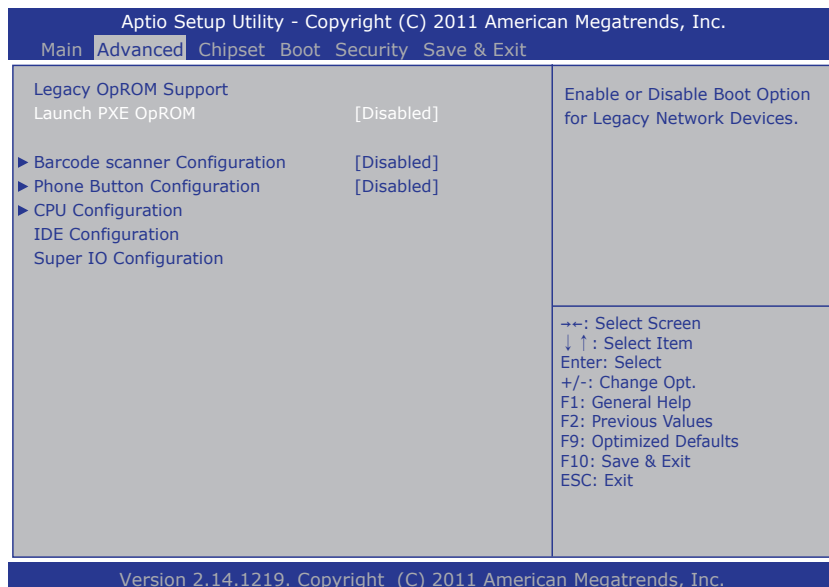 Aptio Setup Utility - Copyright (C) 2011 American Megatrends, Inc.
Main Advanced Chipset Boot Security Save & Exit
Legacy OpROM Support
Launch PXE OpROM [Disabled]
▶ Barcode scanner Configuration [Disabled]
▶ Phone Button Configuration [Disabled]
▶ CPU Configuration
IDE Configuration
Super IO Configuration
Enable or Disable Boot Option
for Legacy Network Devices.
→←: Select Screen
↓↑: Select Item
Enter: Select
+/-: Change Opt.
F1: General Help
F2: Previous Values
F9: Optimized Defaults
F10: Save & Exit
ESC: Exit
Version 2.14.1219. Copyright (C) 2011 American Megatrends, Inc.